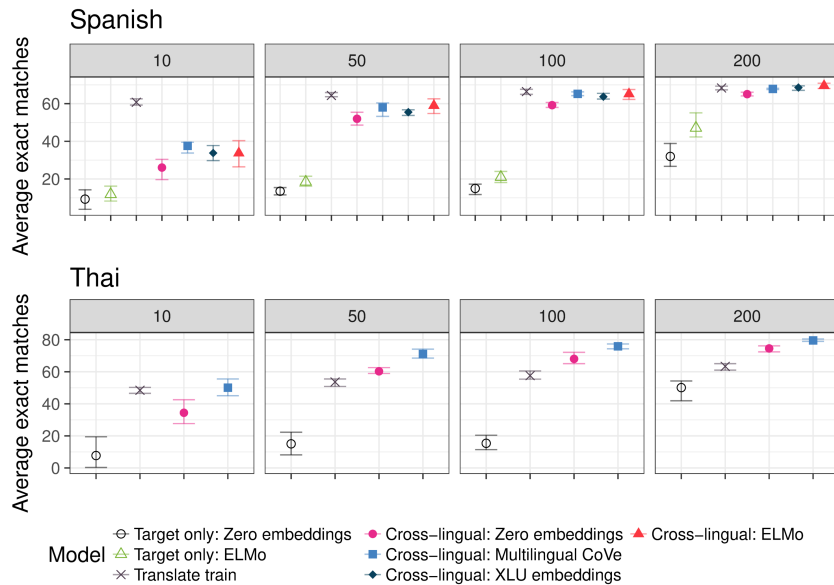 Spanish
10 50 100 200
Average exact matches
60
40
20
Thai
10 50 100 200
Average exact matches
80
60
40
20
0
Model
Target only: Zero embeddings
Target only: ELMo
Translate train
Cross-lingual: Zero embeddings
Cross-lingual: Multilingual CoVe
Cross-lingual: XLU embeddings
Cross-lingual: ELMo